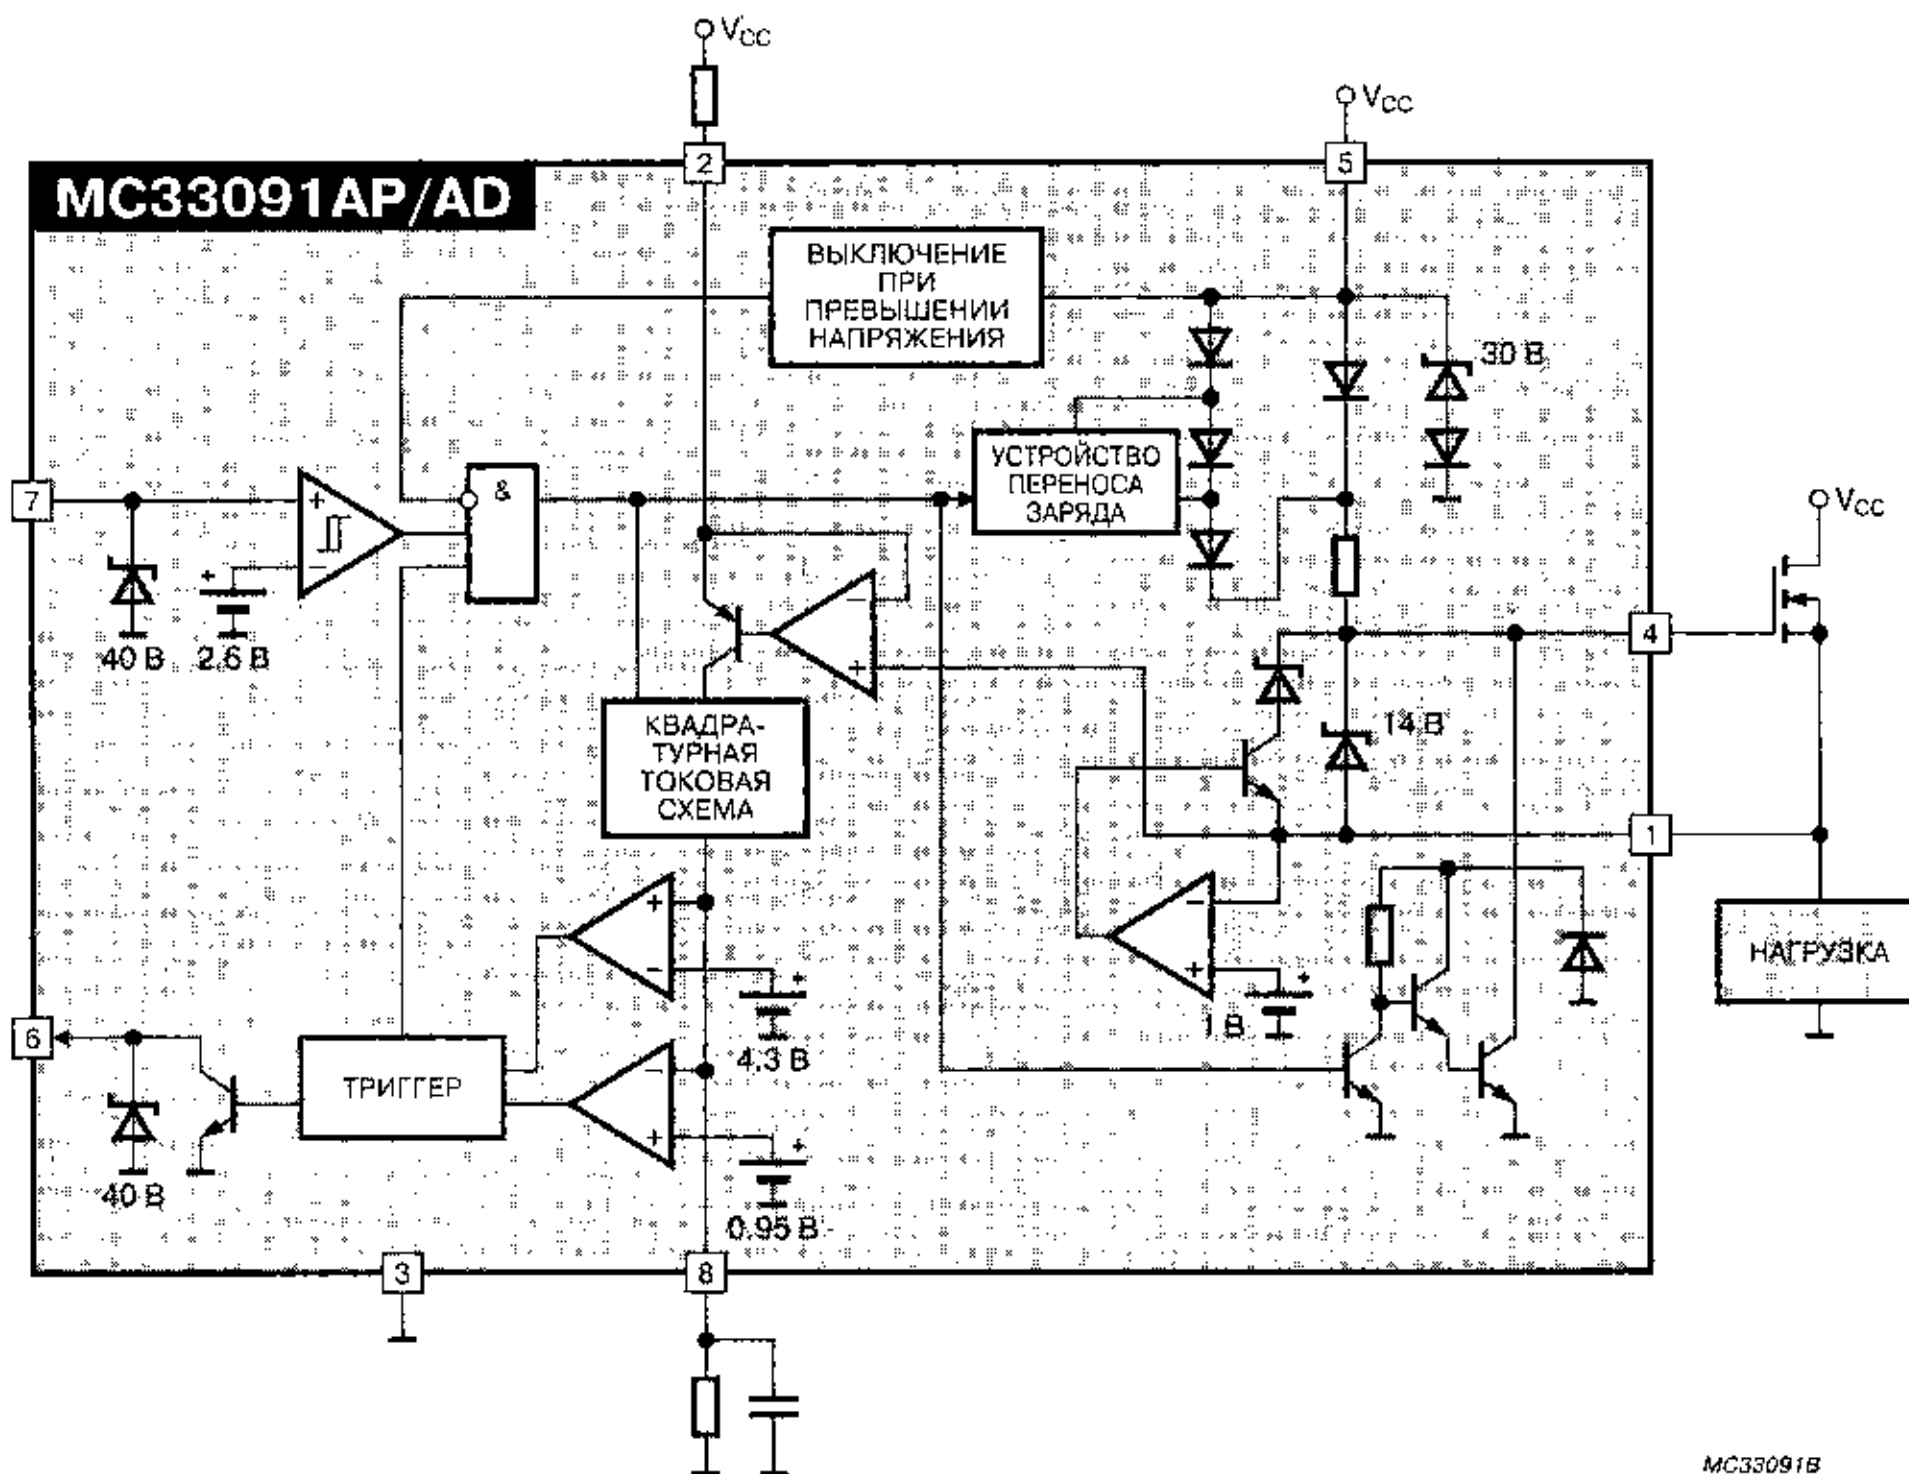 VCC
VCC
2
5
MC33091AP/AD
ВЫКЛЮЧЕНИЕ
ПРИ
ПРЕВЫШЕНИИ
НАПРЯЖЕНИЯ
30 В
УСТРОЙСТВО
ПЕРЕНОСА
ЗАРЯДА
&
7
+
−
+
40 В
2.6 В
VCC
−
+
4
14 В
КВАДРА-
ТУРНАЯ
ТОКОВАЯ
СХЕМА
1
+
−
+
4.3 В
−
+
+
1 В
НАГРУЗКА
6
ТРИГГЕР
−
+
+
40 В
0.95 В
3
8
MC33091B